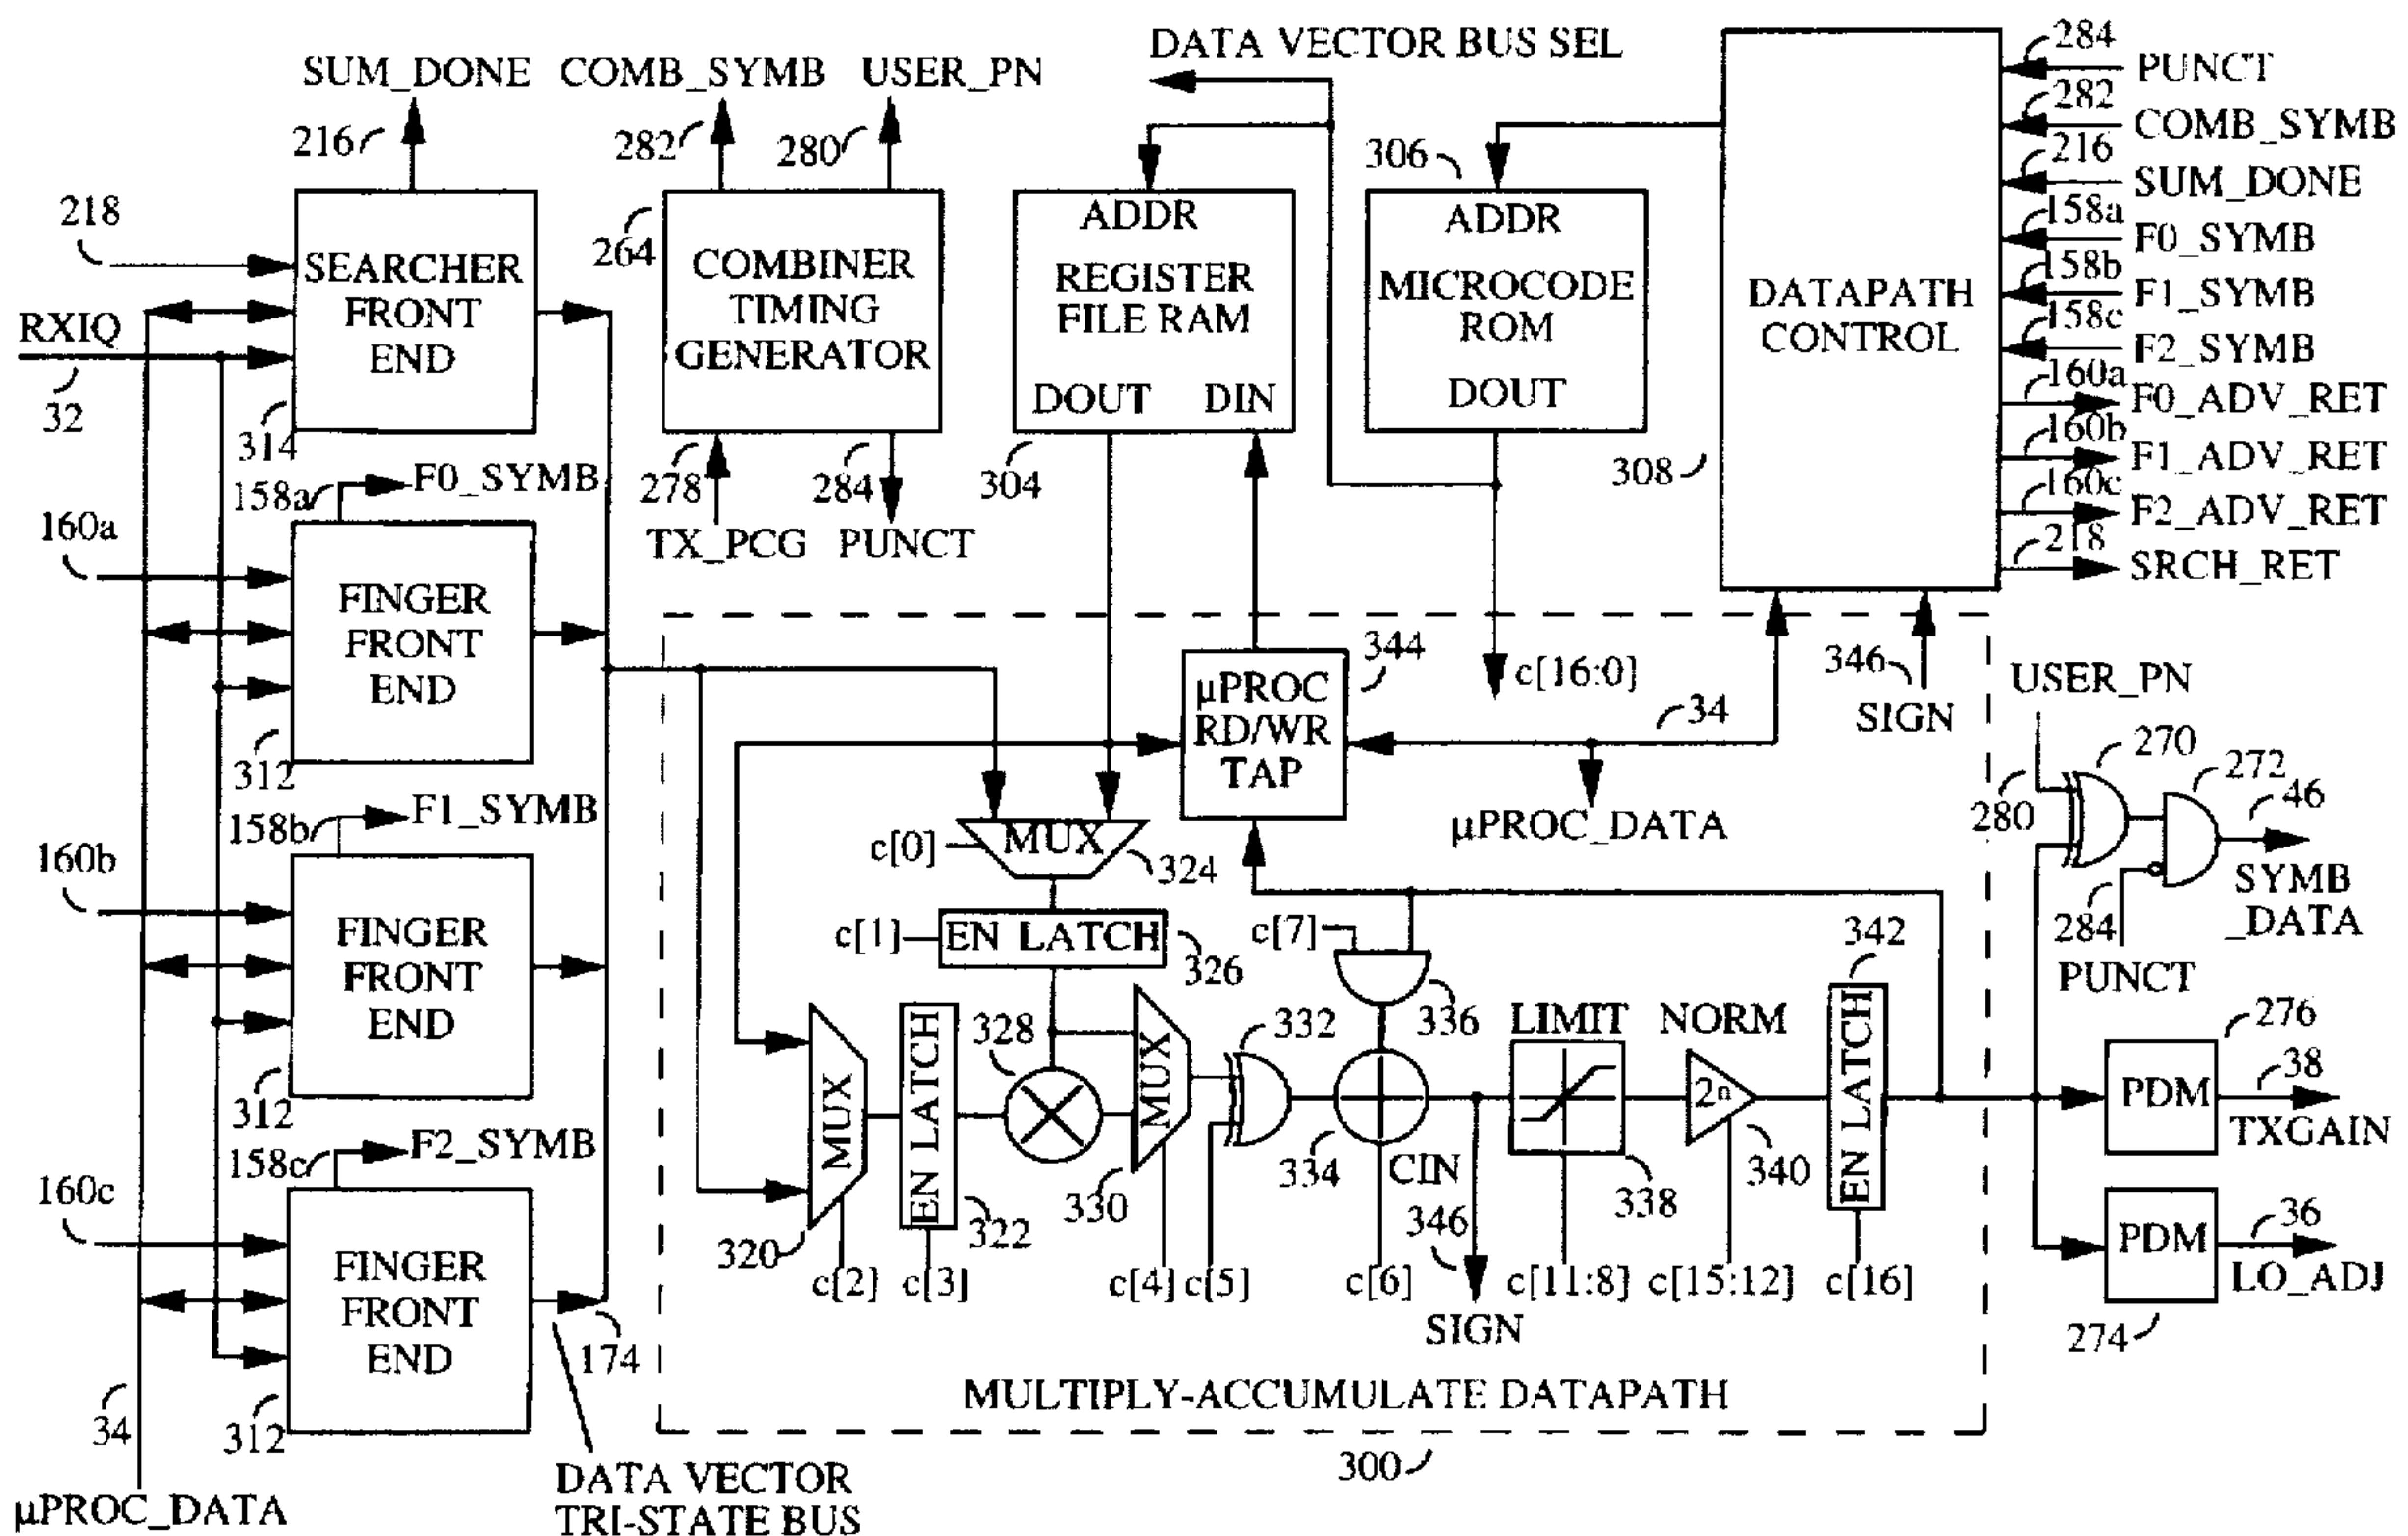 DATA VECTOR BUS SEL
SUM_DONE COMB_SYMB USER_PN
216 282 280
284
PUNCT
282
COMB_SYMB
216
SUM_DONE
158a
F0_SYMB
158b
F1_SYMB
158c
F2_SYMB
160a
F0_ADV_RET
160b
F1_ADV_RET
160c
F2_ADV_RET
218
SRCH_RET
218
RXIQ
32
SEARCHER
FRONT
END
314
264
COMBINER
TIMING
GENERATOR
278
TX_PCG
284
PUNCT
ADDR
REGISTER
FILE RAM
DOUT DIN
304
306
ADDR
MICROCODE
ROM
DOUT
DATAPATH
CONTROL
308
346
SIGN
158a
F0_SYMB
160a
FINGER
FRONT
END
312
158b
F1_SYMB
160b
FINGER
FRONT
END
312
158c
F2_SYMB
160c
FINGER
FRONT
END
312
174
34
μPROC_DATA
DATA VECTOR
TRI-STATE BUS
344
μPROC
RD/WR
TAP
c[16:0]
34
μPROC_DATA
c[0]
MUX
324
c[1]
EN LATCH
326
c[7]
336
MUX
320
c[2]
EN LATCH
322
c[3]
328
MUX
330
c[4]
332
c[5]
334
CIN
c[6]
346
SIGN
LIMIT
338
c[11:8]
NORM
2n
340
c[15:12]
342
EN LATCH
c[16]
MULTIPLY-ACCUMULATE DATAPATH
300
USER_PN
280
270
272
46
SYMB
_DATA
284
PUNCT
276
PDM
38
TXGAIN
PDM
36
LO_ADJ
274